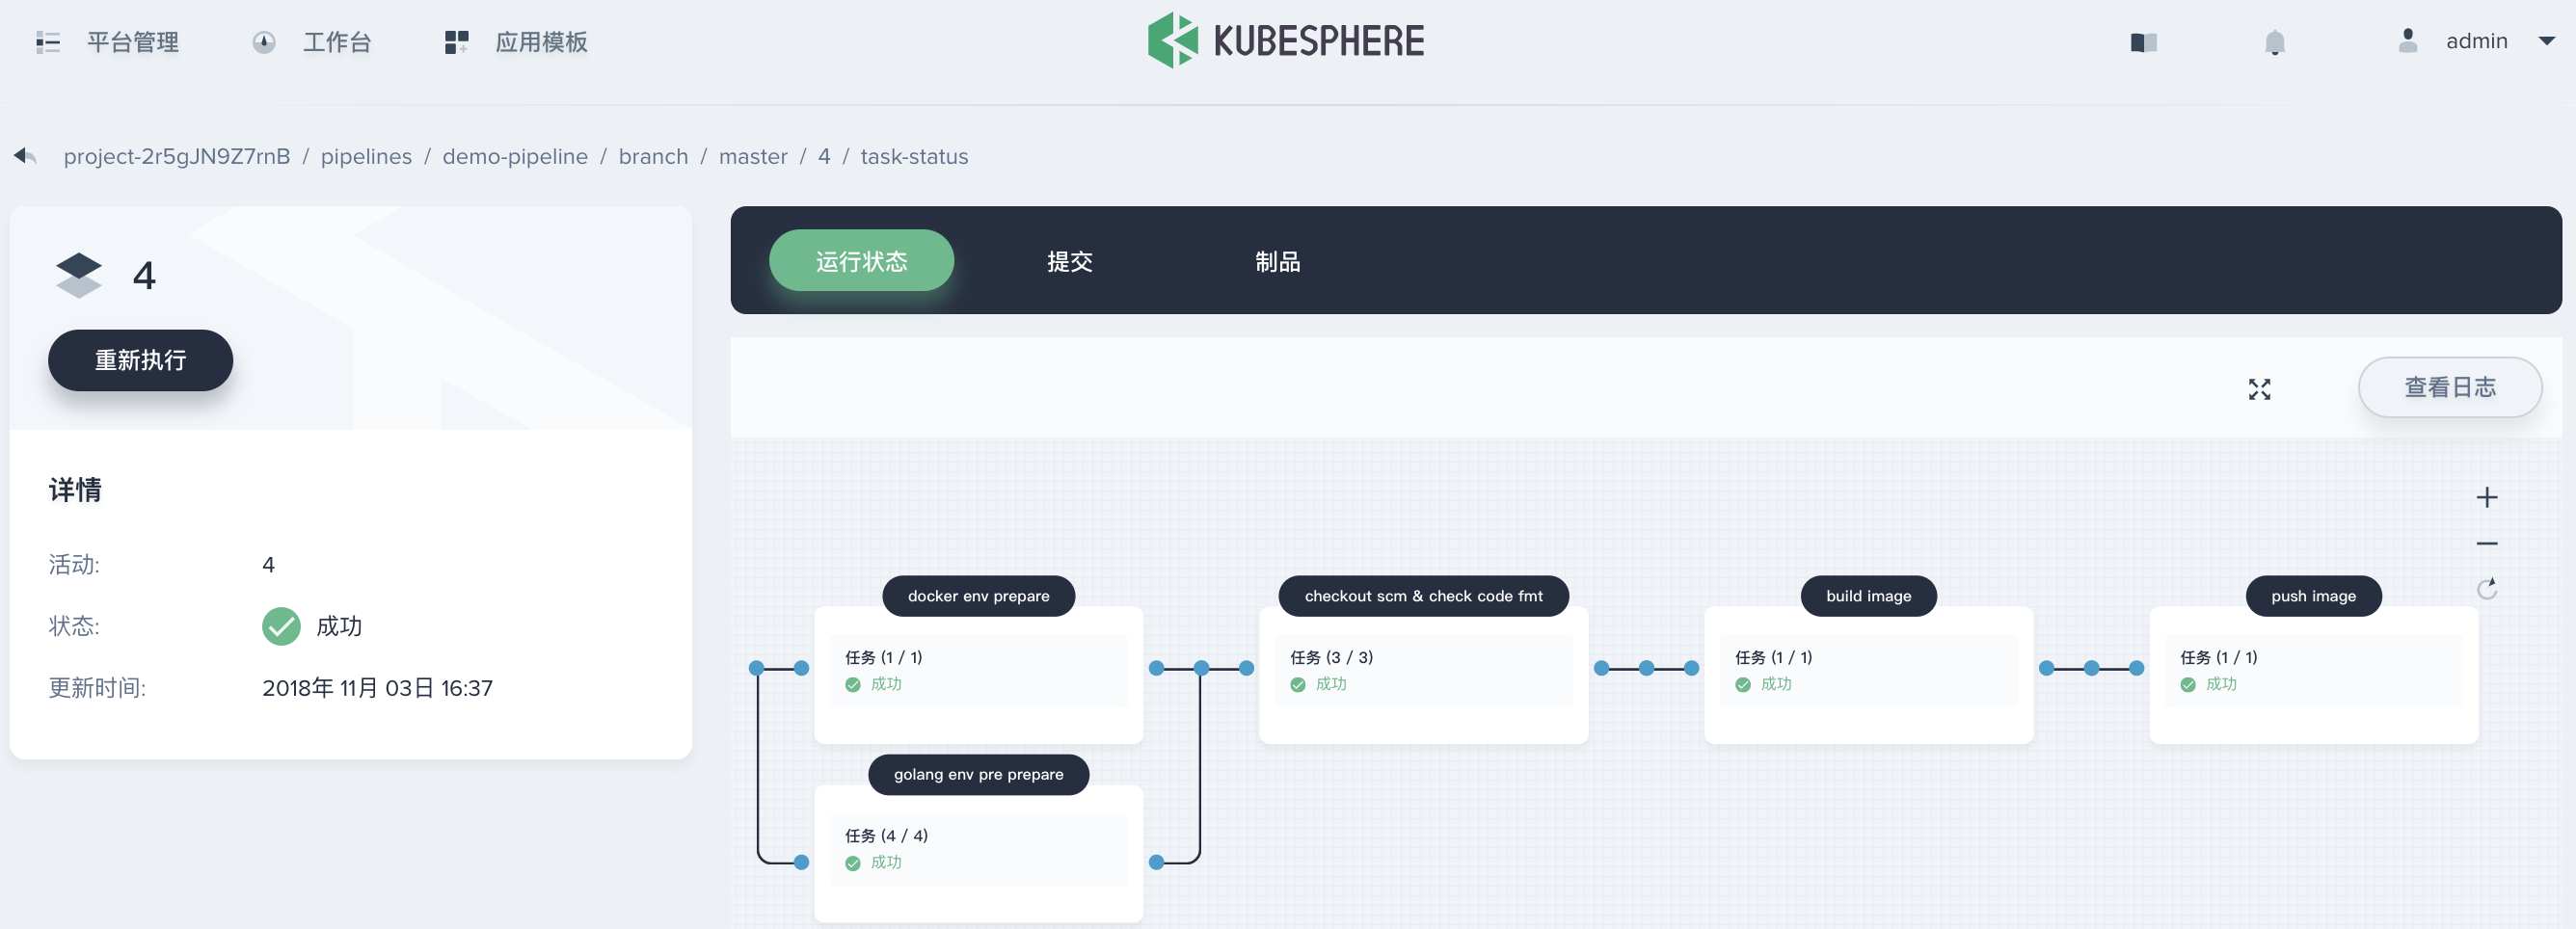 平台管理 工作台 应用模板 KUBESPHERE admin
project-2r5gJN9Z7rnB / pipelines / demo-pipeline / branch / master / 4 / task-status
4
重新执行
详情
活动: 4
状态: 成功
更新时间: 2018年 11月 03日 16:37
运行状态 提交 制品
查看日志
docker env prepare
任务 (1 / 1)
成功
golang env pre prepare
任务 (4 / 4)
成功
checkout scm & check code fmt
任务 (3 / 3)
成功
build image
任务 (1 / 1)
成功
push image
任务 (1 / 1)
成功